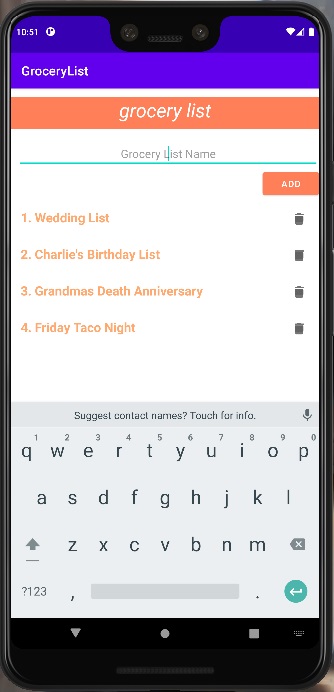 10:51
GroceryList
grocery list
Grocery List Name
ADD
1. Wedding List
2. Charlie's Birthday List
3. Grandmas Death Anniversary
4. Friday Taco Night
Suggest contact names? Touch for info.
1 2 3 4 5 6 7 8 9 0
q w e r t y u i o p
a s d f g h j k l
z x c v b n m
?123 , .